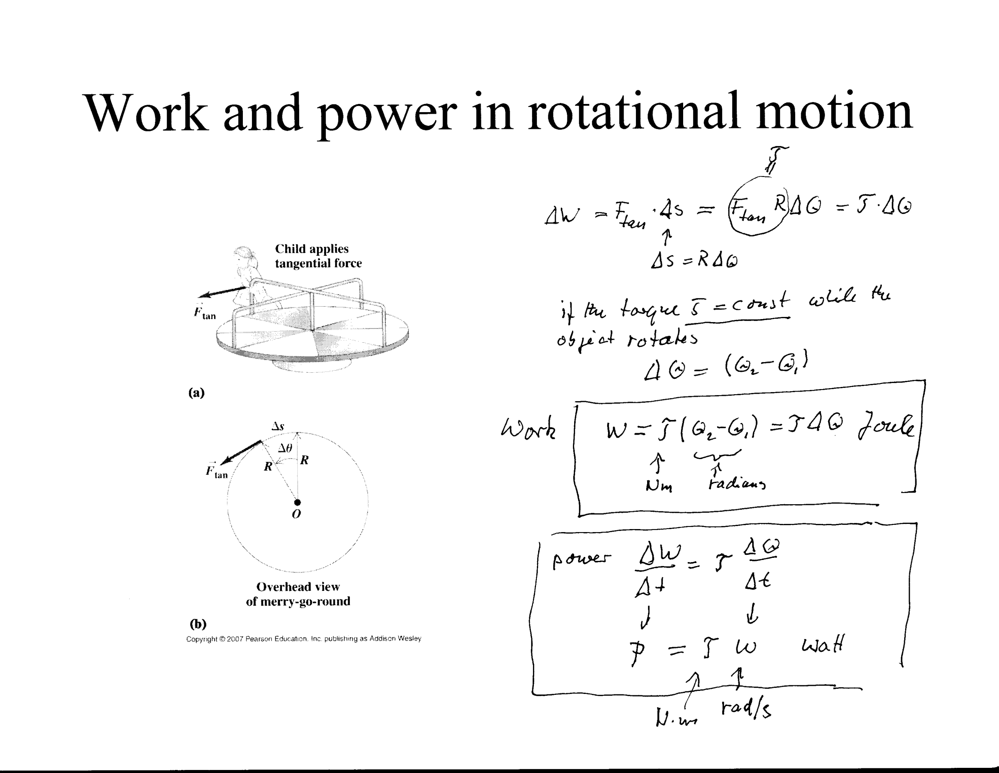 Work and power in rotational motion
τ
ΔW = F_tan · Δs = F_tan R Δθ = τ · Δθ
↑
Δs = R Δθ
if the torque τ = const while the
object rotates
Δθ = (θ₂ − θ₁)
Work W = τ (θ₂ − θ₁) = τ Δθ Joule
↑ ↑
Nm radians
power ΔW/Δt = τ Δθ/Δt
↓ ↓
P = τ ω watt
↑ ↑
N·m rad/s
Child applies
tangential force
F⃗tan
(a)
Δs
Δθ
R R
F⃗tan
O
Overhead view
of merry-go-round
(b)
Copyright © 2007 Pearson Education, Inc. publishing as Addison Wesley